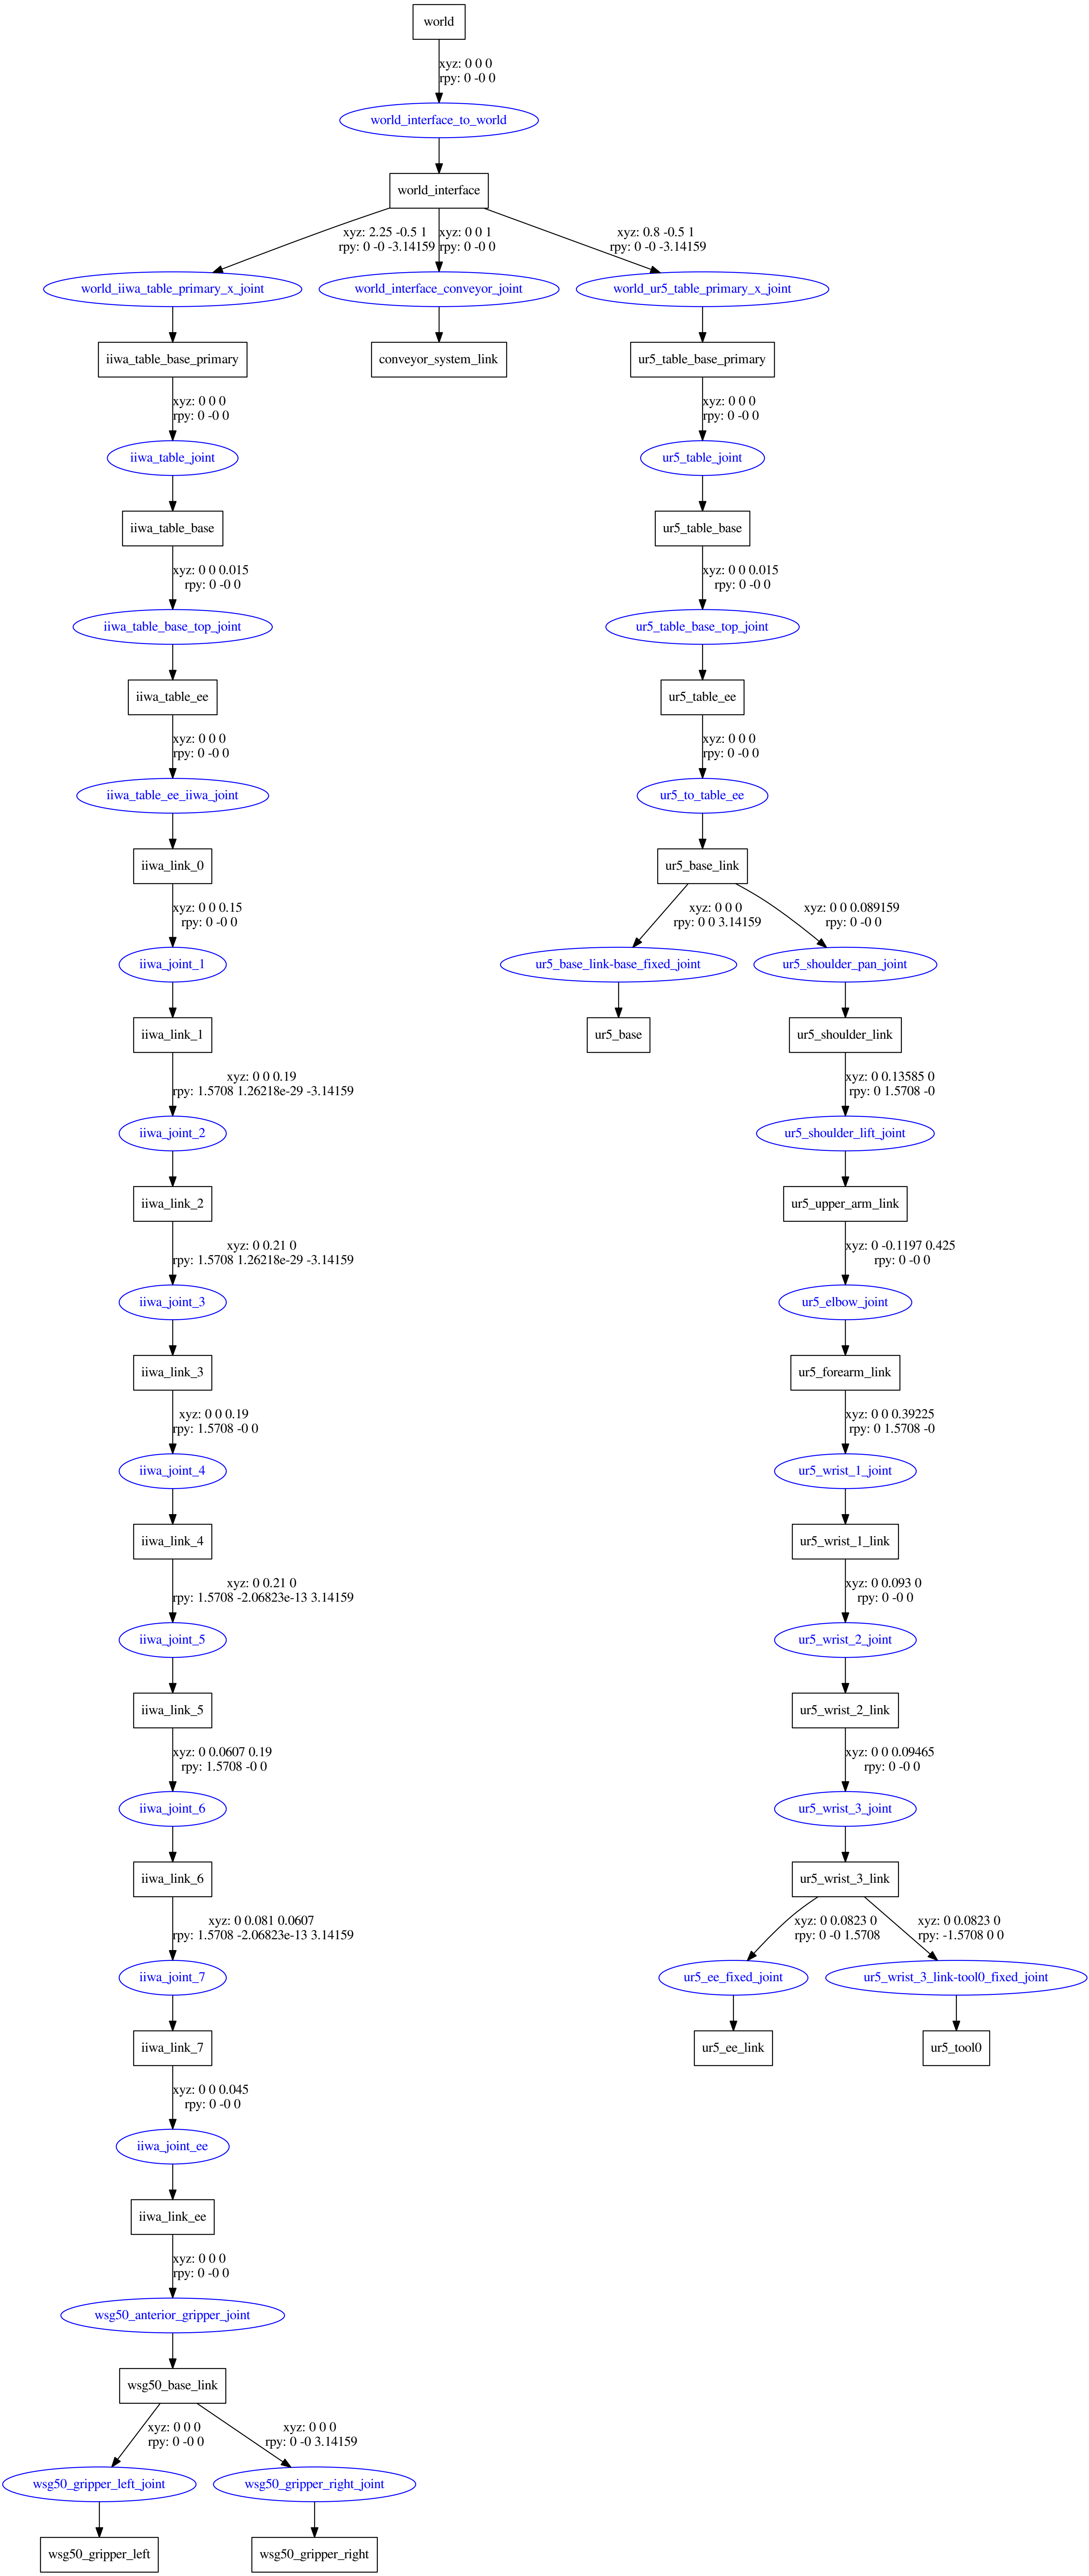 world
xyz: 0 0 0
rpy: 0 -0 0
world_interface_to_world
world_interface
xyz: 2.25 -0.5 1
rpy: 0 -0 -3.14159
xyz: 0 0 1
rpy: 0 -0 0
xyz: 0.8 -0.5 1
rpy: 0 -0 -3.14159
world_iiwa_table_primary_x_joint
world_interface_conveyor_joint
world_ur5_table_primary_x_joint
iiwa_table_base_primary
conveyor_system_link
ur5_table_base_primary
xyz: 0 0 0
rpy: 0 -0 0
xyz: 0 0 0
rpy: 0 -0 0
iiwa_table_joint
ur5_table_joint
iiwa_table_base
ur5_table_base
xyz: 0 0 0.015
rpy: 0 -0 0
xyz: 0 0 0.015
rpy: 0 -0 0
iiwa_table_base_top_joint
ur5_table_base_top_joint
iiwa_table_ee
ur5_table_ee
xyz: 0 0 0
rpy: 0 -0 0
xyz: 0 0 0
rpy: 0 -0 0
iiwa_table_ee_iiwa_joint
ur5_to_table_ee
iiwa_link_0
ur5_base_link
xyz: 0 0 0.15
rpy: 0 -0 0
xyz: 0 0 0
rpy: 0 0 3.14159
xyz: 0 0 0.089159
rpy: 0 -0 0
iiwa_joint_1
ur5_base_link-base_fixed_joint
ur5_shoulder_pan_joint
iiwa_link_1
ur5_base
ur5_shoulder_link
xyz: 0 0 0.19
rpy: 1.5708 1.26218e-29 -3.14159
xyz: 0 0.13585 0
rpy: 0 1.5708 -0
iiwa_joint_2
ur5_shoulder_lift_joint
iiwa_link_2
ur5_upper_arm_link
xyz: 0 0.21 0
rpy: 1.5708 1.26218e-29 -3.14159
xyz: 0 -0.1197 0.425
rpy: 0 -0 0
iiwa_joint_3
ur5_elbow_joint
iiwa_link_3
ur5_forearm_link
xyz: 0 0 0.19
rpy: 1.5708 -0 0
xyz: 0 0 0.39225
rpy: 0 1.5708 -0
iiwa_joint_4
ur5_wrist_1_joint
iiwa_link_4
ur5_wrist_1_link
xyz: 0 0.21 0
rpy: 1.5708 -2.06823e-13 3.14159
xyz: 0 0.093 0
rpy: 0 -0 0
iiwa_joint_5
ur5_wrist_2_joint
iiwa_link_5
ur5_wrist_2_link
xyz: 0 0.0607 0.19
rpy: 1.5708 -0 0
xyz: 0 0 0.09465
rpy: 0 -0 0
iiwa_joint_6
ur5_wrist_3_joint
iiwa_link_6
ur5_wrist_3_link
xyz: 0 0.081 0.0607
rpy: 1.5708 -2.06823e-13 3.14159
xyz: 0 0.0823 0
rpy: 0 -0 1.5708
xyz: 0 0.0823 0
rpy: -1.5708 0 0
iiwa_joint_7
ur5_ee_fixed_joint
ur5_wrist_3_link-tool0_fixed_joint
iiwa_link_7
ur5_ee_link
ur5_tool0
xyz: 0 0 0.045
rpy: 0 -0 0
iiwa_joint_ee
iiwa_link_ee
xyz: 0 0 0
rpy: 0 -0 0
wsg50_anterior_gripper_joint
wsg50_base_link
xyz: 0 0 0
rpy: 0 -0 0
xyz: 0 0 0
rpy: 0 -0 3.14159
wsg50_gripper_left_joint
wsg50_gripper_right_joint
wsg50_gripper_left
wsg50_gripper_right